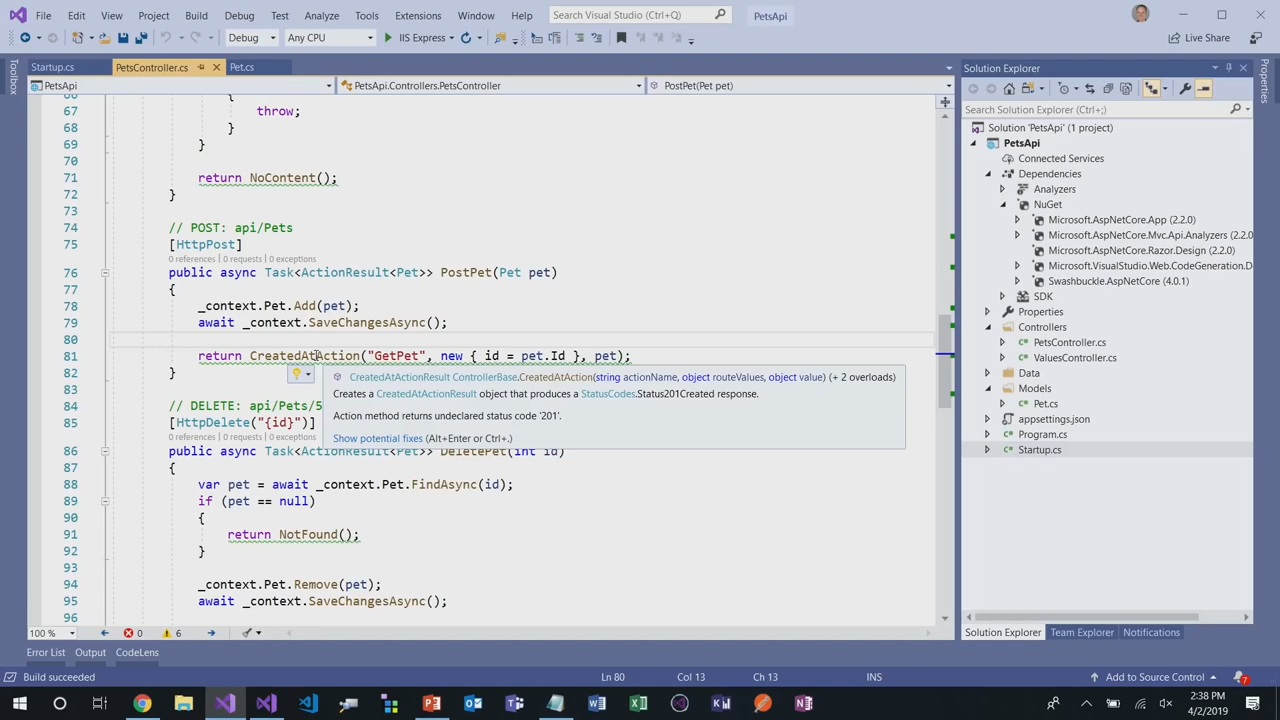 File Edit View Project Build Debug Test Analyze Tools Extensions Window Help Search Visual Studio (Ctrl+Q) PetsApi
Debug Any CPU IIS Express Live Share
Toolbox
Startup.cs PetsController.cs Pet.cs
PetsApi PetsApi.Controllers.PetsController PostPet(Pet pet)
66 {
67 throw;
68 }
69 }
70
71 return NoContent();
72 }
73
74 // POST: api/Pets
75 [HttpPost]
0 references | 0 requests | 0 exceptions
76 public async Task<ActionResult<Pet>> PostPet(Pet pet)
77 {
78 _context.Pet.Add(pet);
79 await _context.SaveChangesAsync();
80
81 return CreatedAtAction("GetPet", new { id = pet.Id }, pet);
82 }
CreatedAtActionResult ControllerBase.CreatedAtAction(string actionName, object routeValues, object value) (+ 2 overloads)
Creates a CreatedAtActionResult object that produces a StatusCodes.Status201Created response.
Action method returns undeclared status code '201'.
Show potential fixes (Alt+Enter or Ctrl+.)
83
84 // DELETE: api/Pets/5
85 [HttpDelete("{id}")]
0 references | 0 requests | 0 exceptions
86 public async Task<ActionResult<Pet>> DeletePet(int id)
87 {
88 var pet = await _context.Pet.FindAsync(id);
89 if (pet == null)
90 {
91 return NotFound();
92 }
93
94 _context.Pet.Remove(pet);
95 await _context.SaveChangesAsync();
96
100 % 0 6
Error List Output CodeLens
Build succeeded Ln 80 Col 13 Ch 13 INS Add to Source Control 7
Solution Explorer
Search Solution Explorer (Ctrl+;)
Solution 'PetsApi' (1 project)
PetsApi
Connected Services
Dependencies
Analyzers
NuGet
Microsoft.AspNetCore.App (2.2.0)
Microsoft.AspNetCore.Mvc.Api.Analyzers (2.2.0
Microsoft.AspNetCore.Razor.Design (2.2.0)
Microsoft.VisualStudio.Web.CodeGeneration.D
Swashbuckle.AspNetCore (4.0.1)
SDK
Properties
Controllers
PetsController.cs
ValuesController.cs
Data
Models
Pet.cs
appsettings.json
Program.cs
Startup.cs
Solution Explorer Team Explorer Notifications
Properties
2:38 PM
4/2/2019